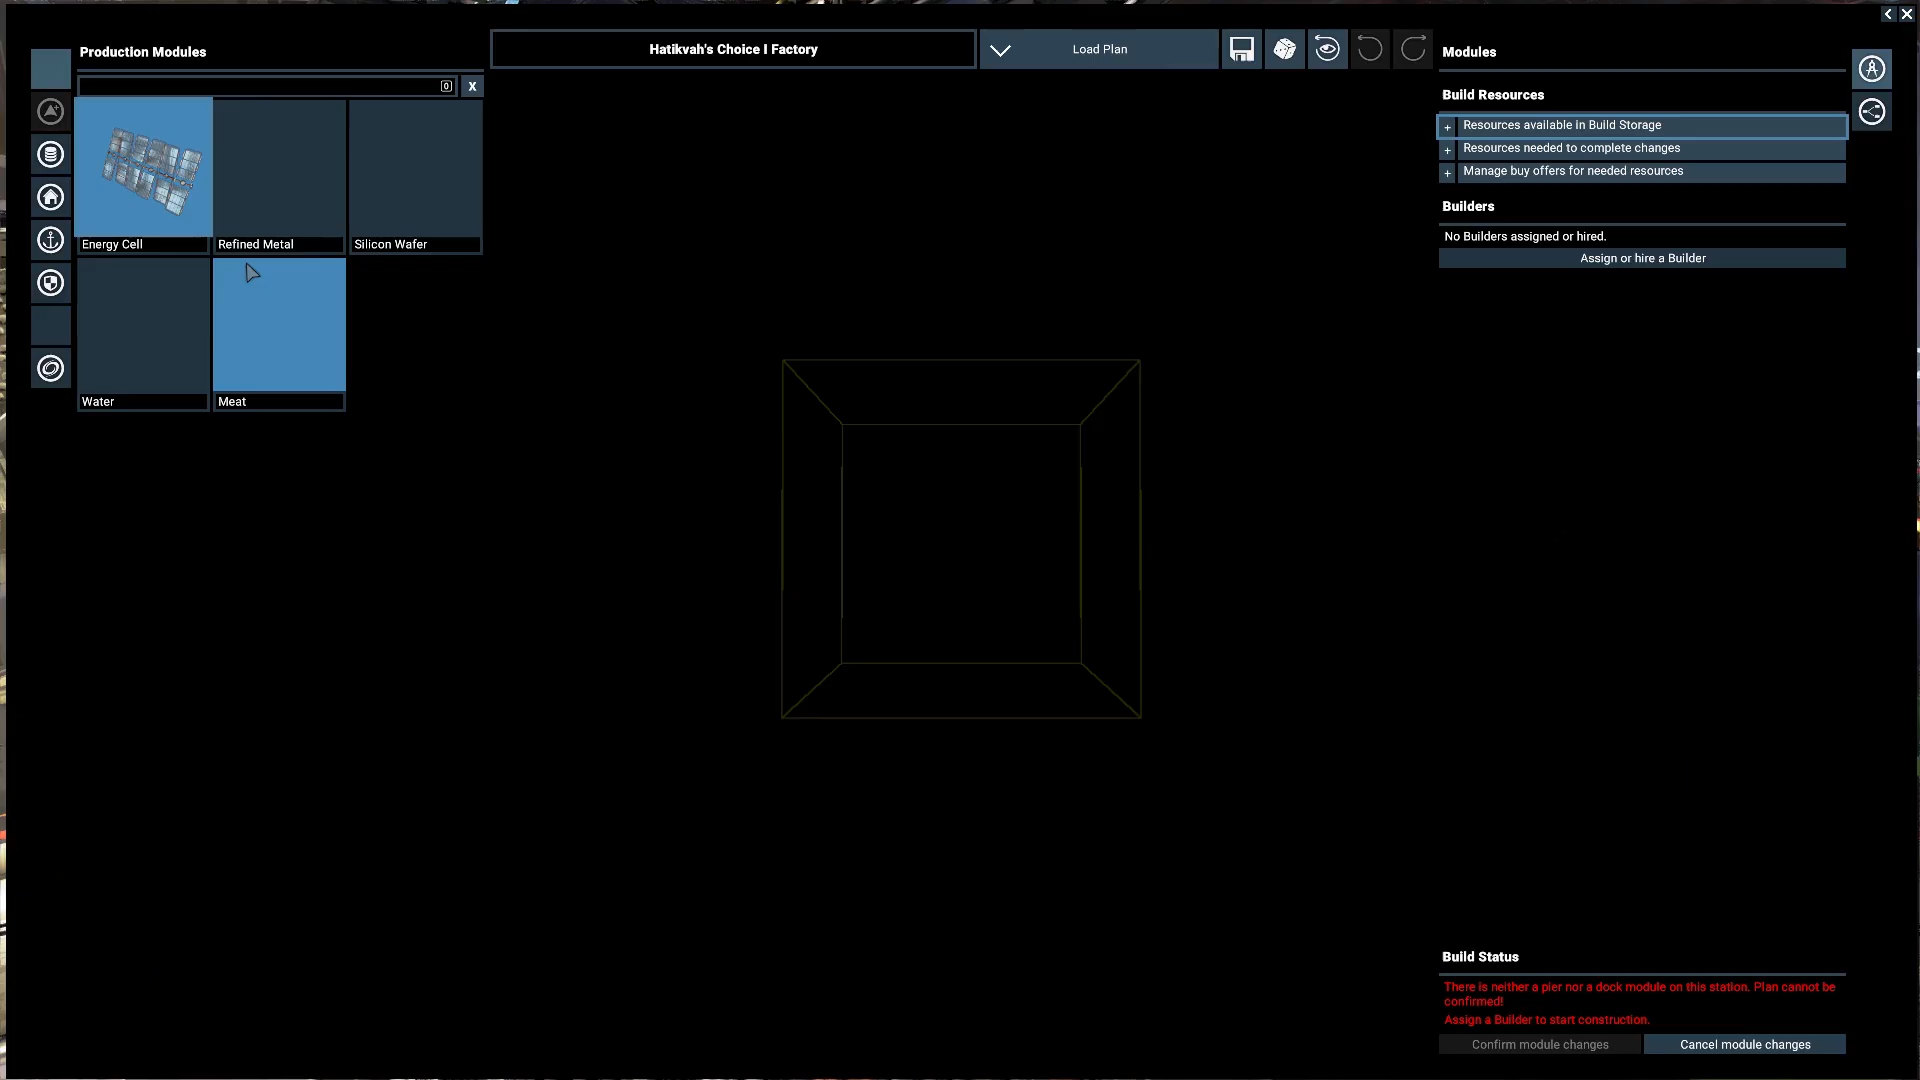 Production Modules
0
X
Energy Cell
Refined Metal
Silicon Wafer
Water
Meat
Hatikvah's Choice I Factory
Load Plan
Modules
Build Resources
+ Resources available in Build Storage
+ Resources needed to complete changes
+ Manage buy offers for needed resources
Builders
No Builders assigned or hired.
Assign or hire a Builder
Build Status
There is neither a pier nor a dock module on this station. Plan cannot be
confirmed!
Assign a Builder to start construction.
Confirm module changes
Cancel module changes